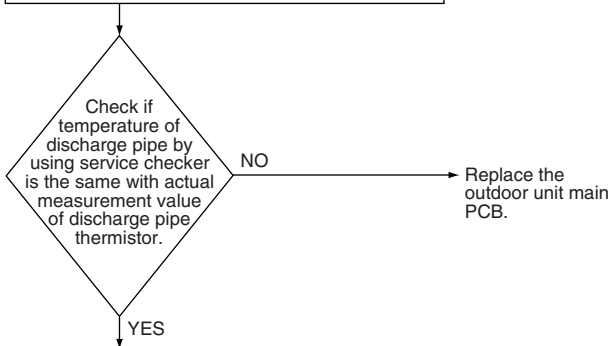 Check if
temperature of
discharge pipe by
using service checker
is the same with actual
measurement value
of discharge pipe
thermistor.
NO
Replace the
outdoor unit main
PCB.
YES